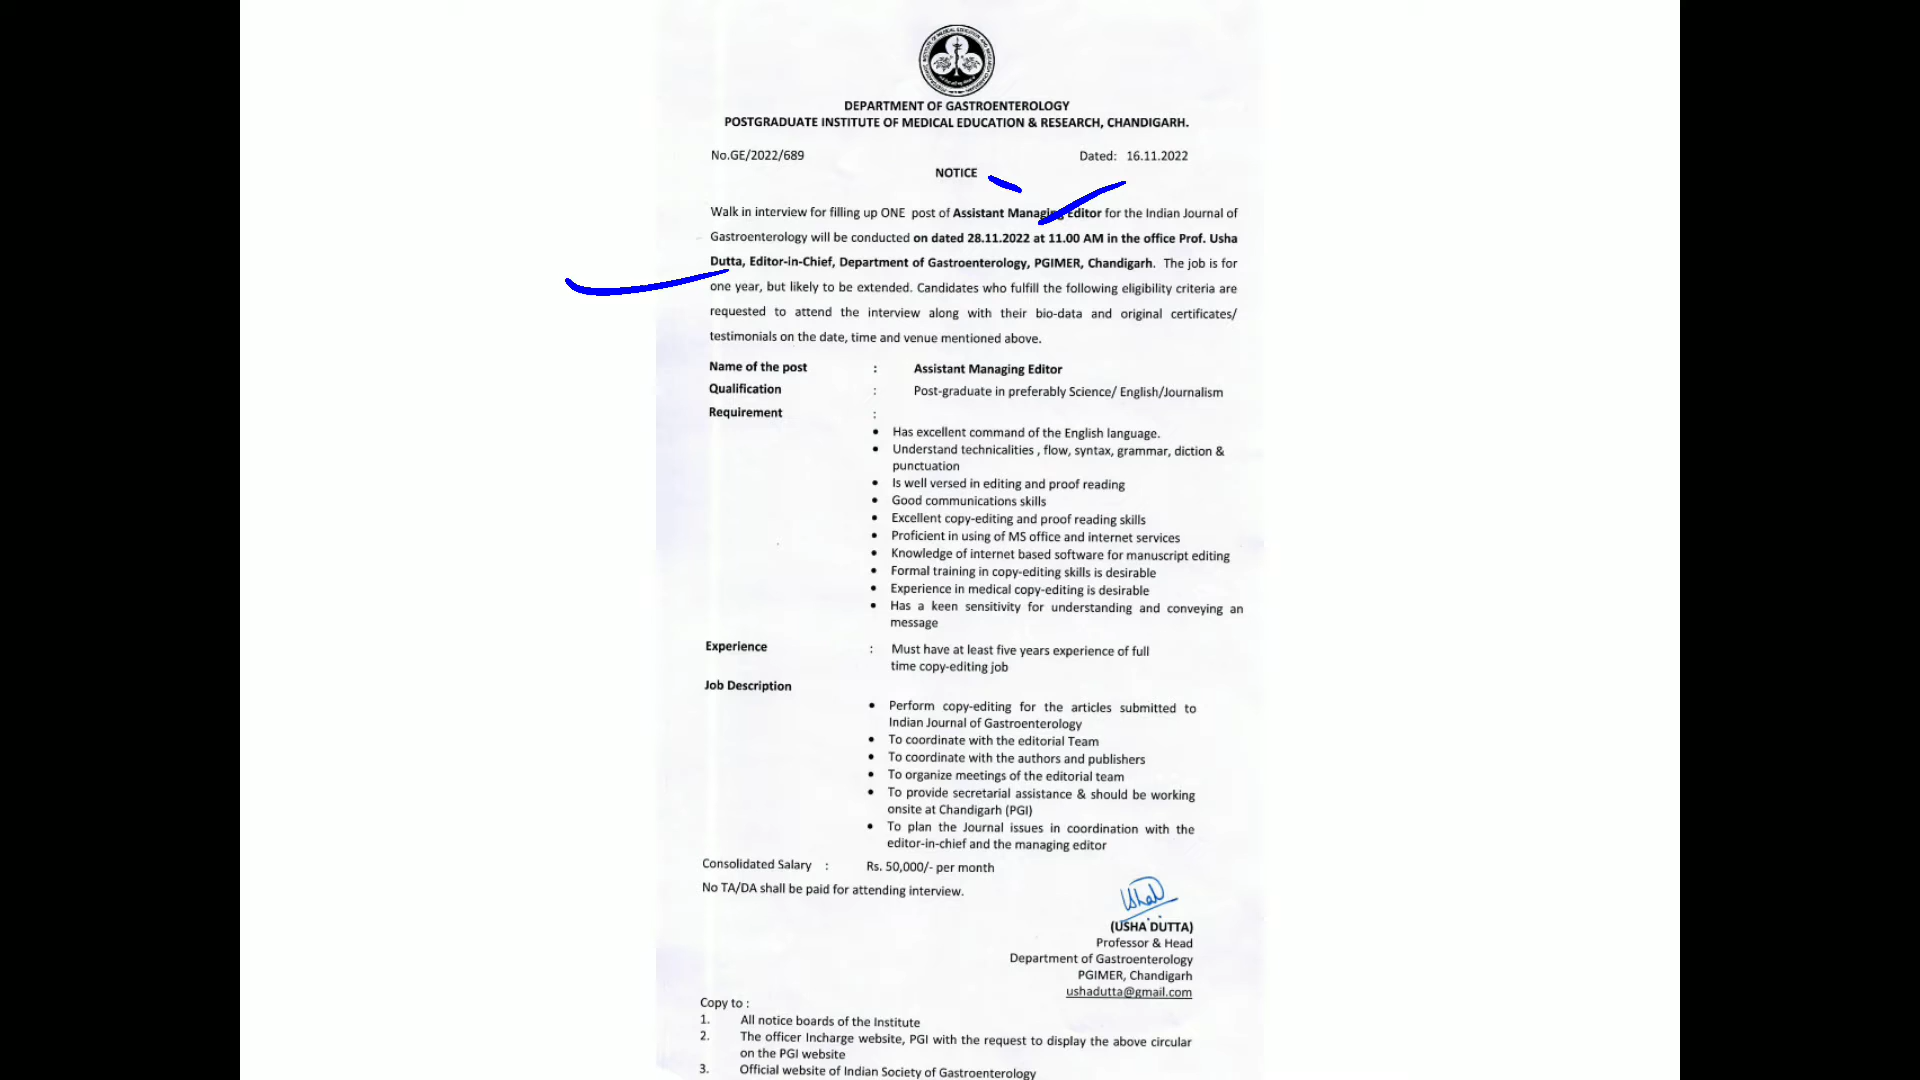 DEPARTMENT OF GASTROENTEROLOGY
POSTGRADUATE INSTITUTE OF MEDICAL EDUCATION & RESEARCH, CHANDIGARH.
No.GE/2022/689 Dated: 16.11.2022
NOTICE
Walk in interview for filling up ONE post of Assistant Managing Editor for the Indian Journal of
Gastroenterology will be conducted on dated 28.11.2022 at 11.00 AM in the office Prof. Usha
Dutta, Editor-in-Chief, Department of Gastroenterology, PGIMER, Chandigarh. The job is for
one year, but likely to be extended. Candidates who fulfill the following eligibility criteria are
requested to attend the interview along with their bio-data and original certificates/
testimonials on the date, time and venue mentioned above.
Name of the post : Assistant Managing Editor
Qualification : Post-graduate in preferably Science/ English/Journalism
Requirement :
• Has excellent command of the English language.
• Understand technicalities , flow, syntax, grammar, diction &
punctuation
• Is well versed in editing and proof reading
• Good communications skills
• Excellent copy-editing and proof reading skills
• Proficient in using of MS office and internet services
• Knowledge of internet based software for manuscript editing
• Formal training in copy-editing skills is desirable
• Experience in medical copy-editing is desirable
• Has a keen sensitivity for understanding and conveying an
message
Experience : Must have at least five years experience of full
time copy-editing job
Job Description
• Perform copy-editing for the articles submitted to
Indian Journal of Gastroenterology
• To coordinate with the editorial Team
• To coordinate with the authors and publishers
• To organize meetings of the editorial team
• To provide secretarial assistance & should be working
onsite at Chandigarh (PGI)
• To plan the Journal issues in coordination with the
editor-in-chief and the managing editor
Consolidated Salary : Rs. 50,000/- per month
No TA/DA shall be paid for attending interview.
(USHA DUTTA)
Professor & Head
Department of Gastroenterology
PGIMER, Chandigarh
ushadutta@gmail.com
Copy to :
1. All notice boards of the Institute
2. The officer Incharge website, PGI with the request to display the above circular
on the PGI website
3. Official website of Indian Society of Gastroenterology